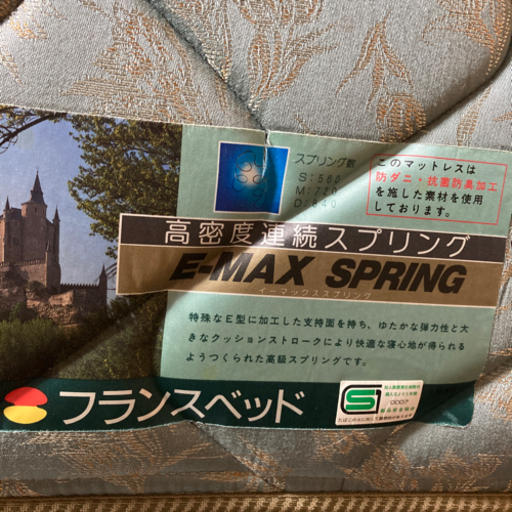 スプリング数
S:560
M:720
D:840
このマットレスは
防ダニ・抗菌防臭加工
を施した素材を使用
しております。
高密度連続スプリング
E-MAX SPRING
イーマックススプリング
特殊なE型に加工した支持面を持ち、ゆたかな弾力性と大
きなクッションストロークにより快適な寝心地が得られる
ようつくられた高級スプリングです。
フランスベッド
S